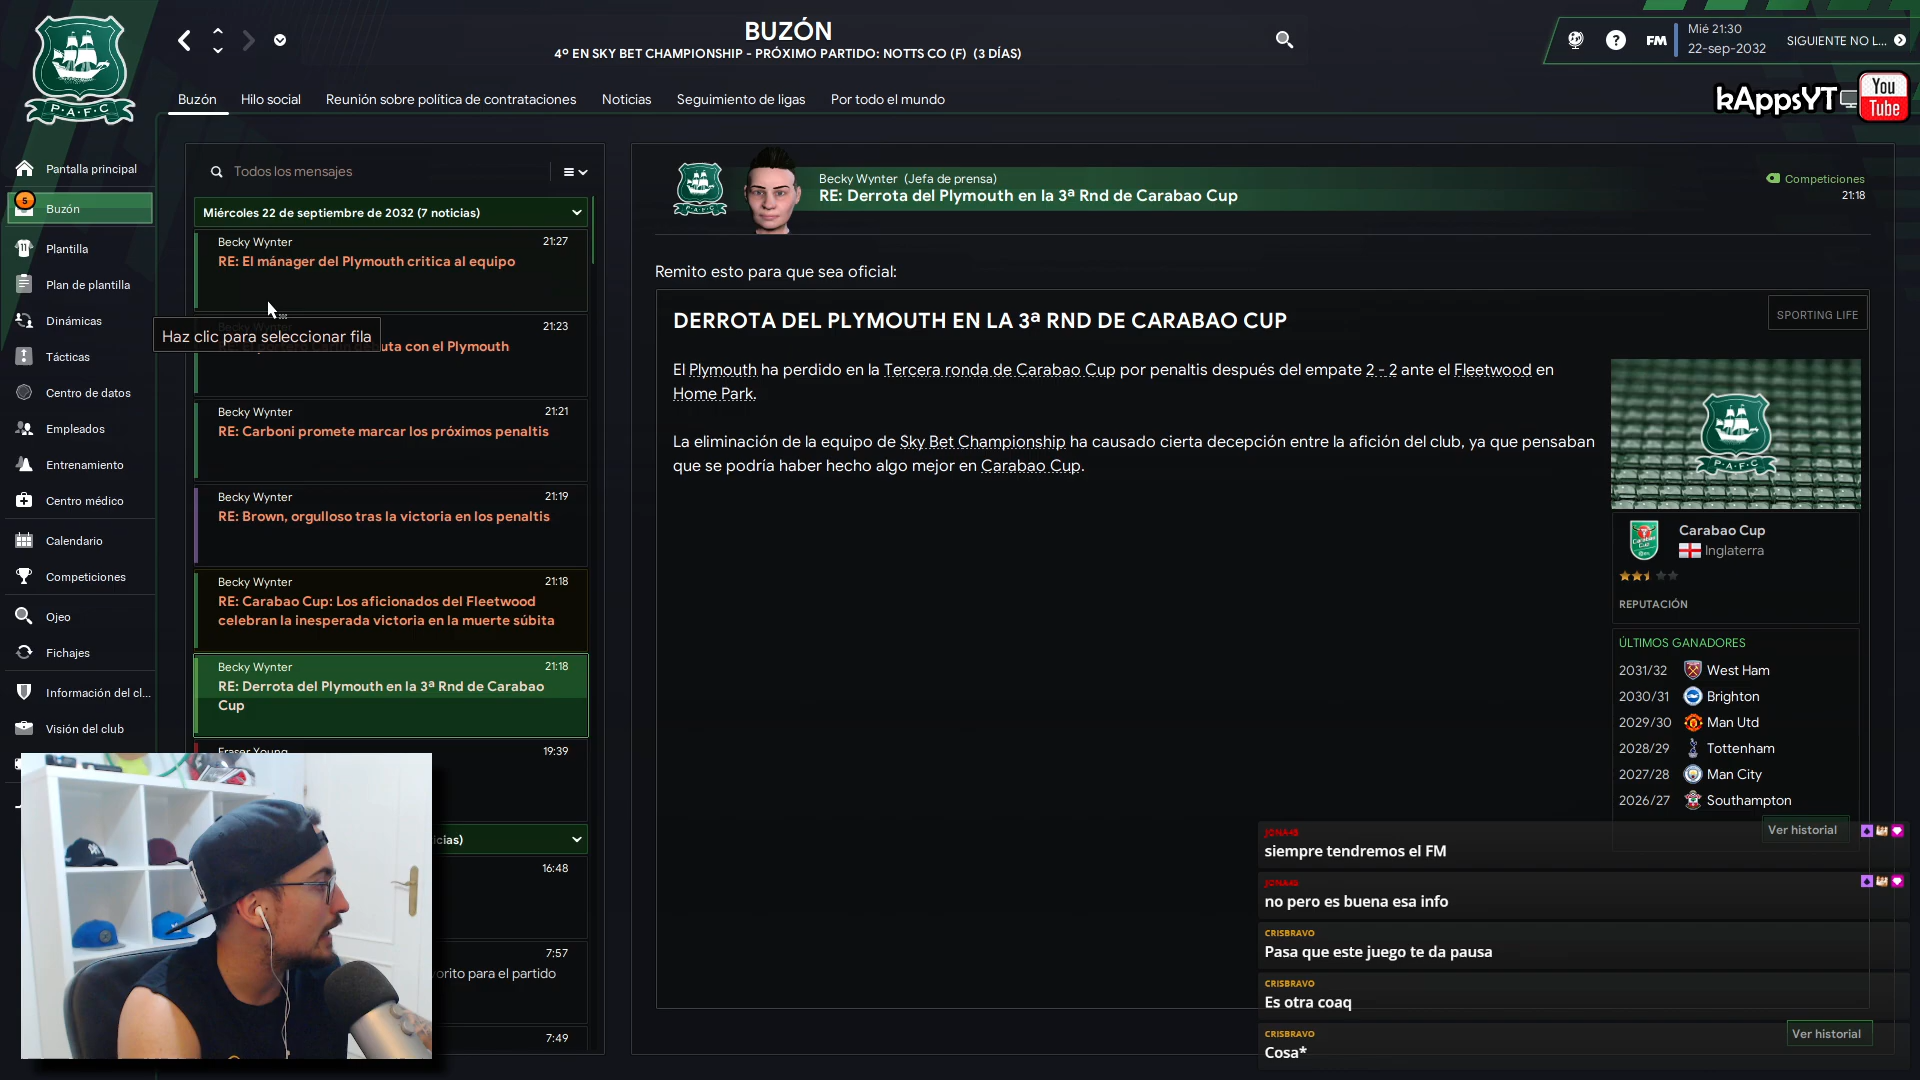 BUZÓN
4º EN SKY BET CHAMPIONSHIP - PRÓXIMO PARTIDO: NOTTS CO (F) (3 DÍAS)
FM
Mié 21:30
22-sep-2032
SIGUIENTE NO L...
P.A.F.C
Buzón
Hilo social
Reunión sobre política de contrataciones
Noticias
Seguimiento de ligas
Por todo el mundo
kAppsYT
You
Tube
Pantalla principal
5
Buzón
Plantilla
Plan de plantilla
Dinámicas
Tácticas
Centro de datos
Empleados
Entrenamiento
Centro médico
Calendario
Competiciones
Ojeo
Fichajes
Información del cl...
Visión del club
Todos los mensajes
Miércoles 22 de septiembre de 2032 (7 noticias)
Becky Wynter
21:27
RE: El mánager del Plymouth critica al equipo
Haz clic para seleccionar fila
21:23
uta con el Plymouth
Becky Wynter
21:21
RE: Carboni promete marcar los próximos penaltis
Becky Wynter
21:19
RE: Brown, orgulloso tras la victoria en los penaltis
Becky Wynter
21:18
RE: Carabao Cup: Los aficionados del Fleetwood
celebran la inesperada victoria en la muerte súbita
Becky Wynter
21:18
RE: Derrota del Plymouth en la 3ª Rnd de Carabao
Cup
Fraser Young
19:39
icias)
16:48
7:57
vorito para el partido
7:49
Becky Wynter (Jefa de prensa)
RE: Derrota del Plymouth en la 3ª Rnd de Carabao Cup
Competiciones
21:18
Remito esto para que sea oficial:
DERROTA DEL PLYMOUTH EN LA 3ª RND DE CARABAO CUP
SPORTING LIFE
El Plymouth ha perdido en la Tercera ronda de Carabao Cup por penaltis después del empate 2 - 2 ante el Fleetwood en
Home Park.
La eliminación de la equipo de Sky Bet Championship ha causado cierta decepción entre la afición del club, ya que pensaban
que se podría haber hecho algo mejor en Carabao Cup.
P.A.F.C
Carabao Cup
Inglaterra
REPUTACIÓN
ÚLTIMOS GANADORES
2031/32 West Ham
2030/31 Brighton
2029/30 Man Utd
2028/29 Tottenham
2027/28 Man City
2026/27 Southampton
Ver historial
JONA45
siempre tendremos el FM
JONA45
no pero es buena esa info
CRISBRAVO
Pasa que este juego te da pausa
CRISBRAVO
Es otra coaq
CRISBRAVO
Cosa*
Ver historial